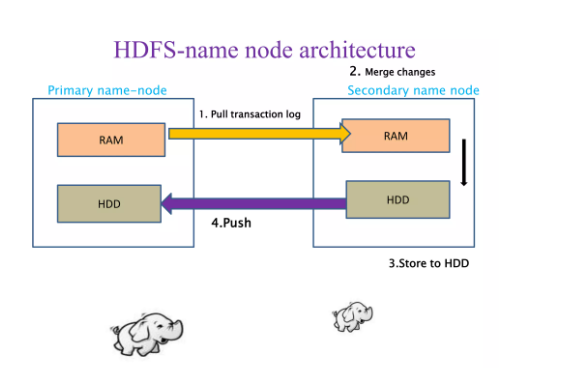 HDFS-name node architecture
2. Merge changes
Primary name-node
Secondary name node
1. Pull transaction log
RAM
RAM
HDD
HDD
4.Push
3.Store to HDD